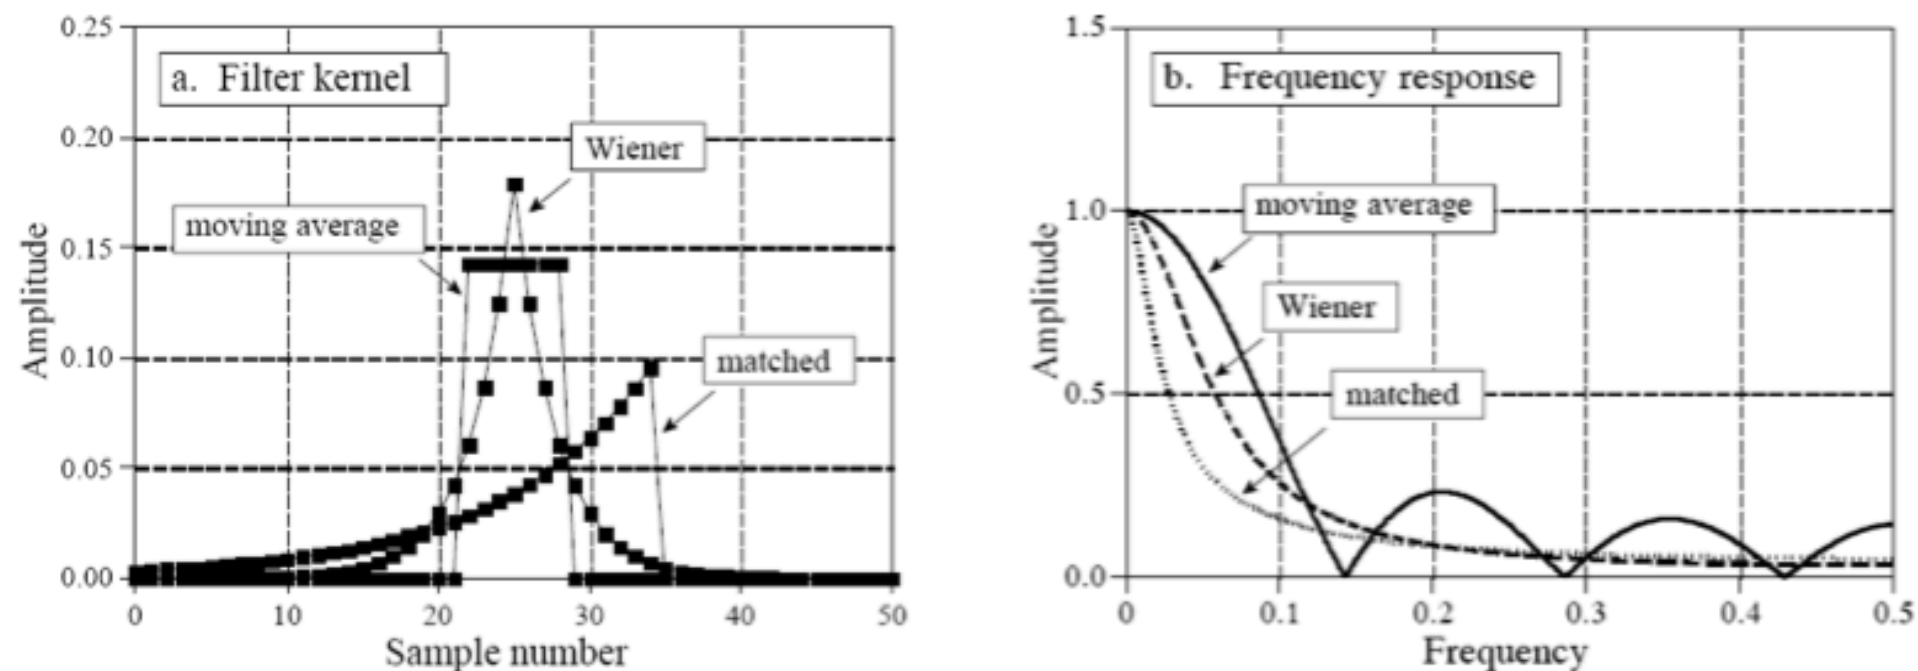 a. Filter kernel
Wiener
moving average
matched
0.25
0.20
0.15
0.10
0.05
0.00
Amplitude
0 10 20 30 40 50
Sample number
b. Frequency response
moving average
Wiener
matched
1.5
1.0
0.5
0.0
Amplitude
0 0.1 0.2 0.3 0.4 0.5
Frequency